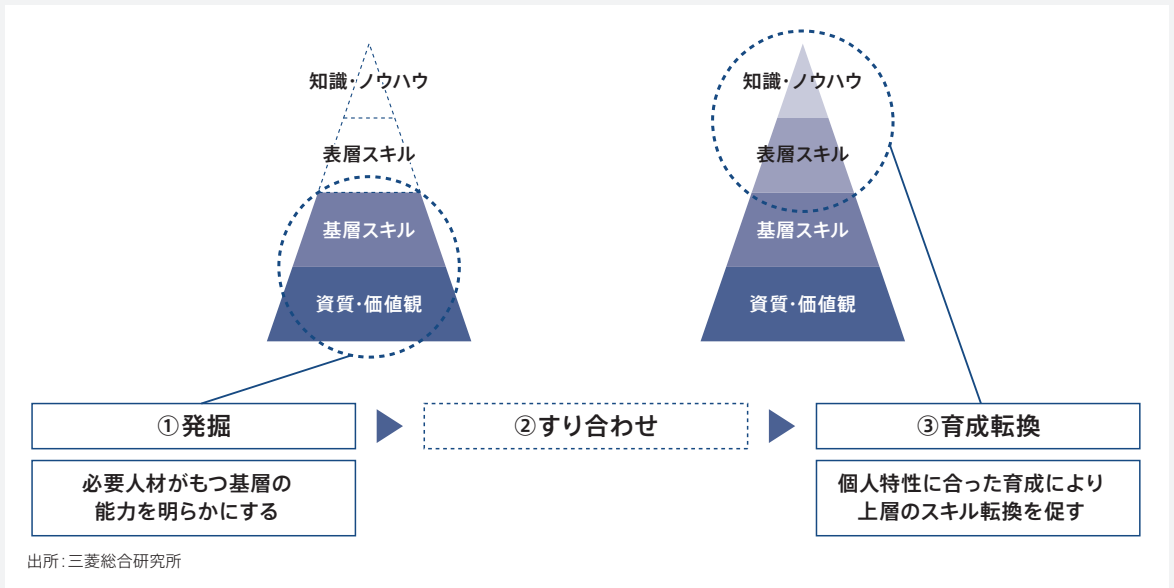 知識・ノウハウ
表層スキル
基層スキル
資質・価値観
知識・ノウハウ
表層スキル
基層スキル
資質・価値観
①発掘
②すり合わせ
③育成転換
必要人材がもつ基層の
能力を明らかにする
個人特性に合った育成により
上層のスキル転換を促す
出所：三菱総合研究所